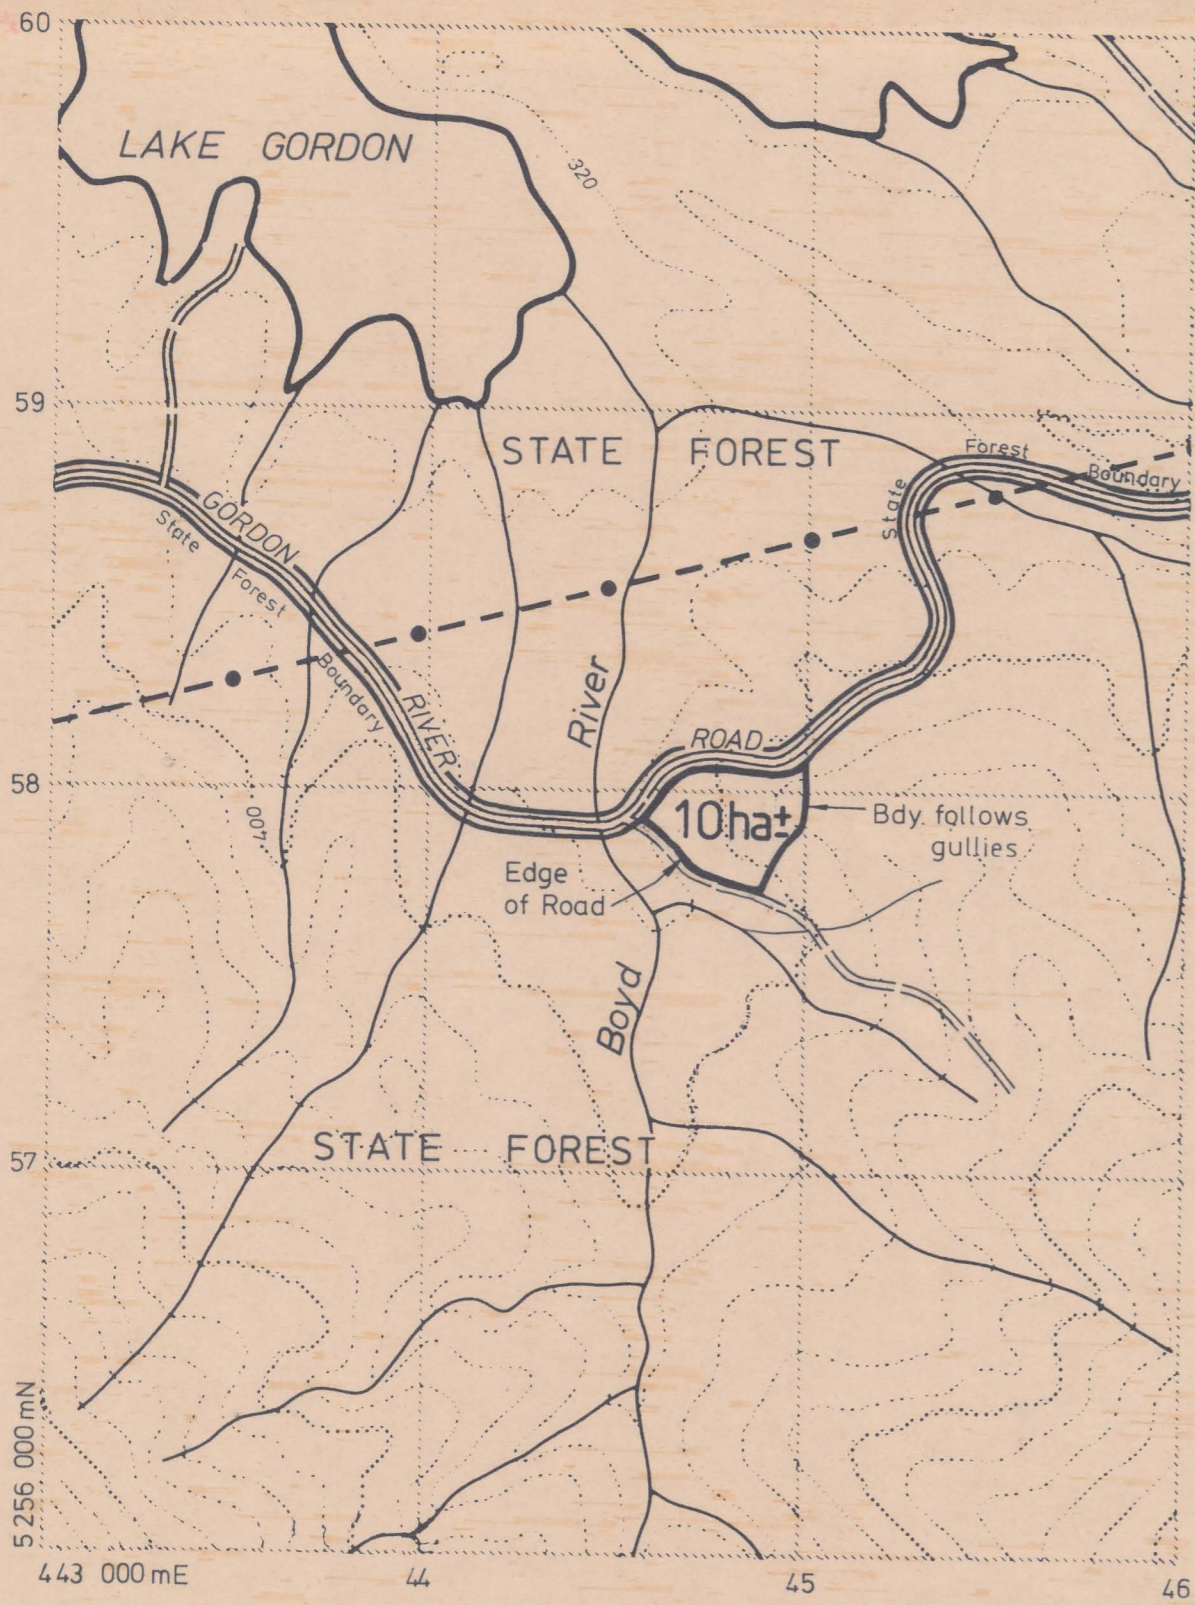 60
LAKE GORDON
320
59
STATE FOREST
Forest
Boundary
State
GORDON
State
Forest
Boundary
RIVER
River
ROAD
58
400
10ha±
Bdy. follows
gullies
Edge
of Road
Boyd
57
STATE FOREST
5 256 000 mN
443 000 mE
44
45
46